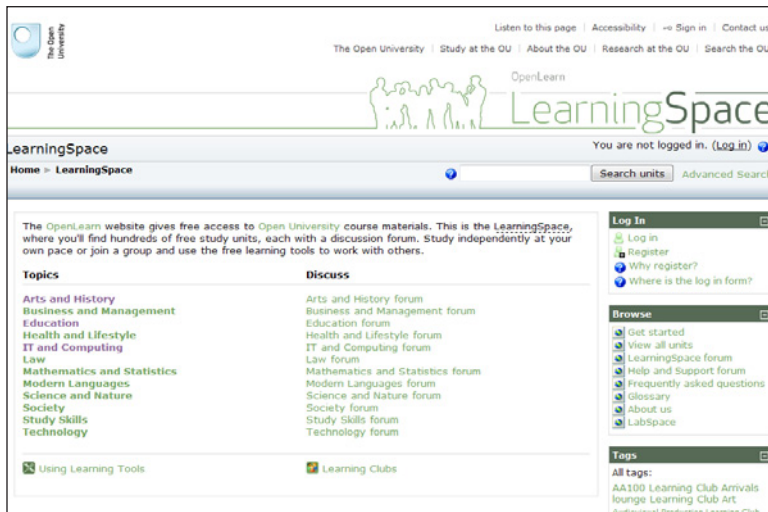 The Open
University
Listen to this page | Accessibility | Sign in | Contact us
The Open University | Study at the OU | About the OU | Research at the OU | Search the OU
OpenLearn
LearningSpace
LearningSpace
You are not logged in. (Log in)
Home ► LearningSpace
Search units Advanced Search
The OpenLearn website gives free access to Open University course materials. This is the LearningSpace,
where you'll find hundreds of free study units, each with a discussion forum. Study independently at your
own pace or join a group and use the free learning tools to work with others.
Topics Discuss
Arts and History Arts and History forum
Business and Management Business and Management forum
Education Education forum
Health and Lifestyle Health and Lifestyle forum
IT and Computing IT and Computing forum
Law Law forum
Mathematics and Statistics Mathematics and Statistics forum
Modern Languages Modern Languages forum
Science and Nature Science and Nature forum
Society Society forum
Study Skills Study Skills forum
Technology Technology forum
Using Learning Tools Learning Clubs
Log In
Log in
Register
Why register?
Where is the log in form?
Browse
Get started
View all units
LearningSpace forum
Help and Support forum
Frequently asked questions
Glossary
About us
LabSpace
Tags
All tags:
AA100 Learning Club Arrivals
lounge Learning Club Art
Audiovisual Production Learning Club